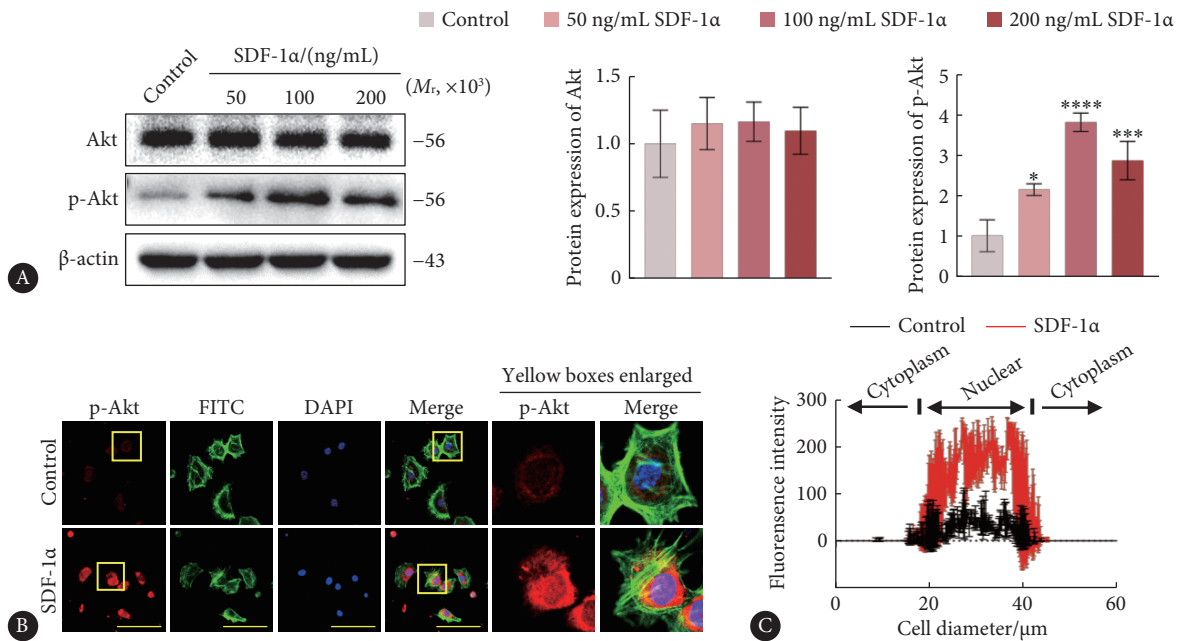 Control 50 ng/mL SDF-1α 100 ng/mL SDF-1α 200 ng/mL SDF-1α
SDF-1α/(ng/mL)
Control 50 100 200 (Mr, ×10³)
Akt –56
p-Akt –56
β-actin –43
A
Protein expression of Akt
1.5
1.0
0.5
0
Protein expression of p-Akt
5
4
3
2
1
0
*
****
***
Yellow boxes enlarged
p-Akt FITC DAPI Merge p-Akt Merge
Control
SDF-1α
B
Control SDF-1α
Cytoplasm Nuclear Cytoplasm
Fluorensence intensity
300
200
100
0
0 20 40 60
Cell diameter/μm
C